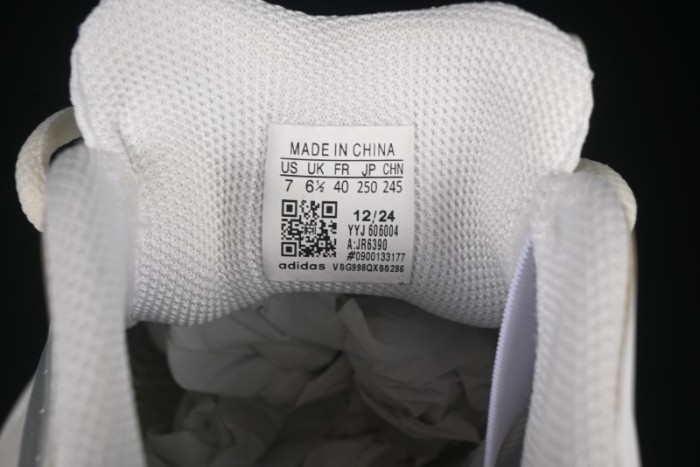 MADE IN CHINA
US UK FR JP CHN
7 6½ 40 250 245
12/24
YYJ 606004
A:JR6390
#0900133177
adidas VSG998QX99286